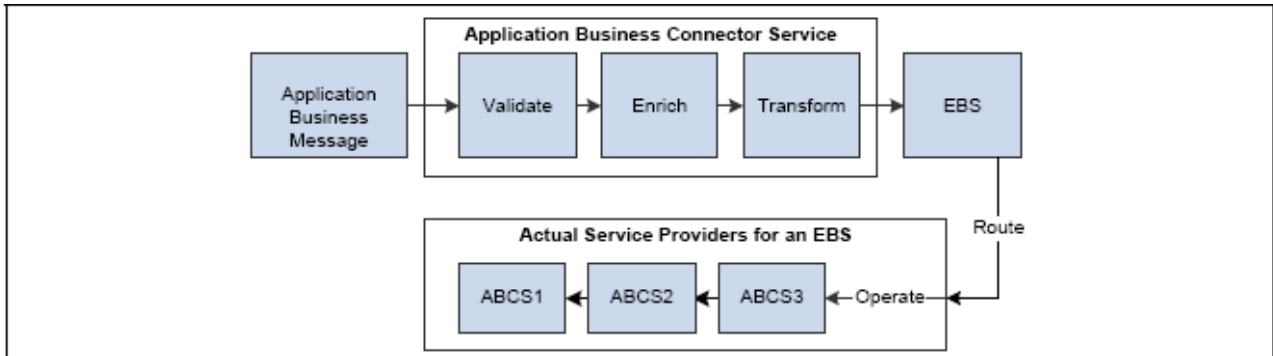 Application Business Connector Service
Application
Business
Message
Validate
Enrich
Transform
EBS
Route
Actual Service Providers for an EBS
ABCS1
ABCS2
ABCS3
Operate